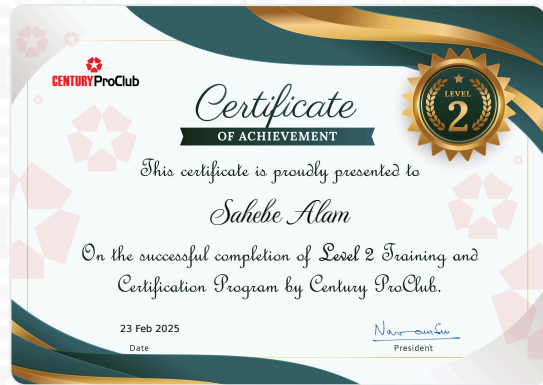 CENTURY ProClub
Certificate
OF ACHIEVEMENT
LEVEL
2
This certificate is proudly presented to
Sahebe Alam
On the successful completion of Level 2 Training and
Certification Program by Century ProClub.
23 Feb 2025
Date
President